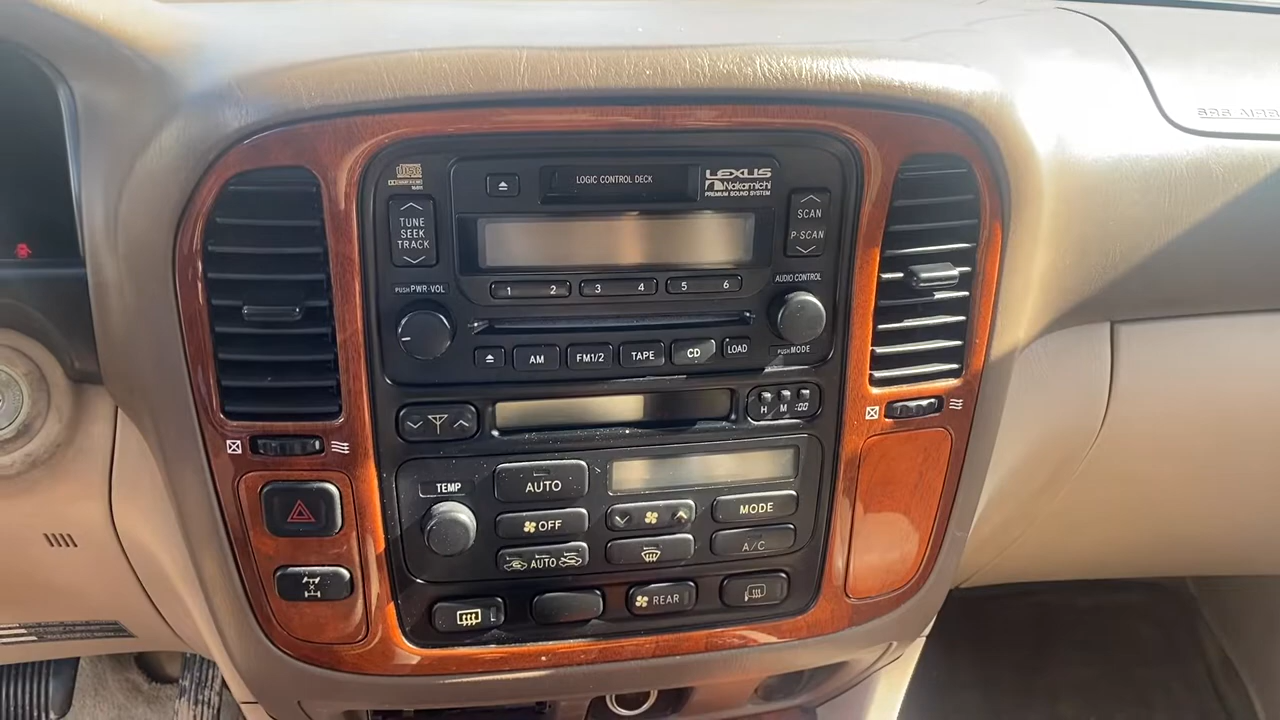 SRS AIRBAG
LOGIC CONTROL DECK
LEXUS
Nakamichi
PREMIUM SOUND SYSTEM
TUNE
SEEK
TRACK
SCAN
P·SCAN
PUSH PWR·VOL
AUDIO CONTROL
1 2 3 4 5 6
PUSH MODE
AM FM1/2 TAPE CD LOAD
H M :00
TEMP
AUTO
OFF
MODE
AUTO
A/C
REAR